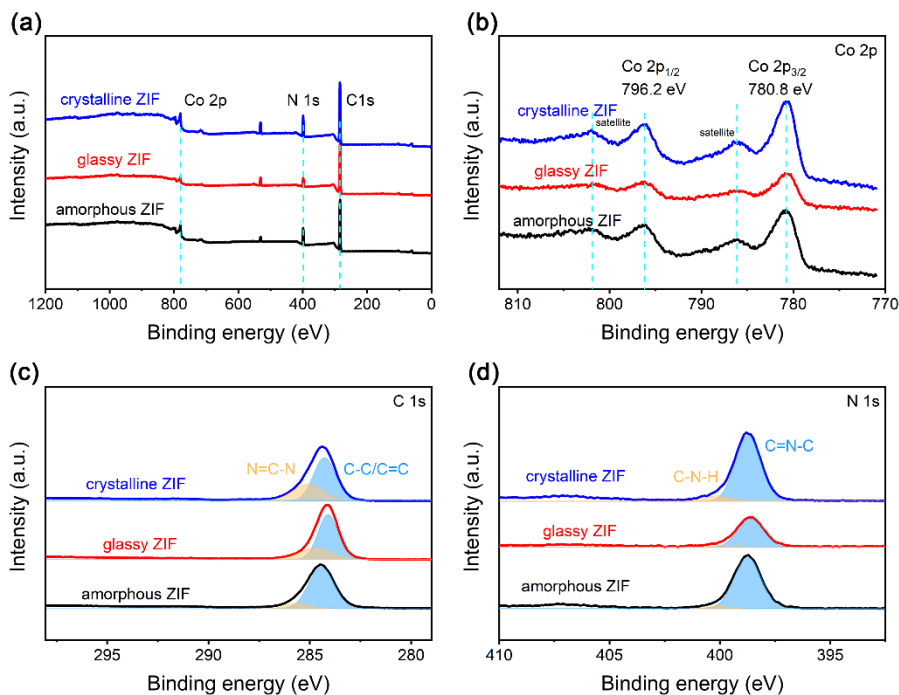 (a)
crystalline ZIF
Co 2p
N 1s
C1s
glassy ZIF
amorphous ZIF
Intensity (a.u.)
1200 1000 800 600 400 200 0
Binding energy (eV)
(b)
Co 2p
Co 2p1/2
796.2 eV
Co 2p3/2
780.8 eV
crystalline ZIF
satellite
satellite
glassy ZIF
amorphous ZIF
Intensity (a.u.)
810 800 790 780 770
Binding energy (eV)
(c)
C 1s
N=C-N
C-C/C=C
crystalline ZIF
glassy ZIF
amorphous ZIF
Intensity (a.u.)
295 290 285 280
Binding energy (eV)
(d)
N 1s
C=N-C
C-N-H
crystalline ZIF
glassy ZIF
amorphous ZIF
Intensity (a.u.)
410 405 400 395
Binding energy (eV)